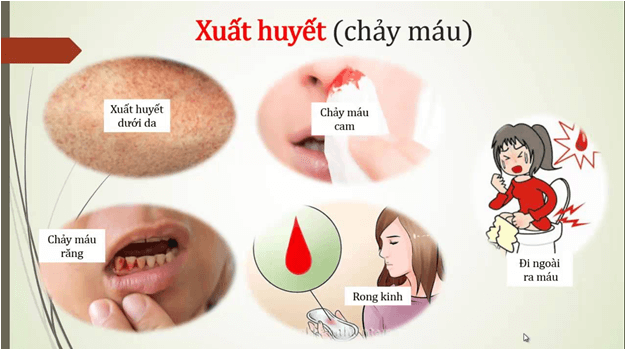 Xuất huyết (chảy máu)
Xuất huyết
dưới da
Chảy máu
cam
Chảy máu
răng
Rong kinh
Đi ngoài
ra máu